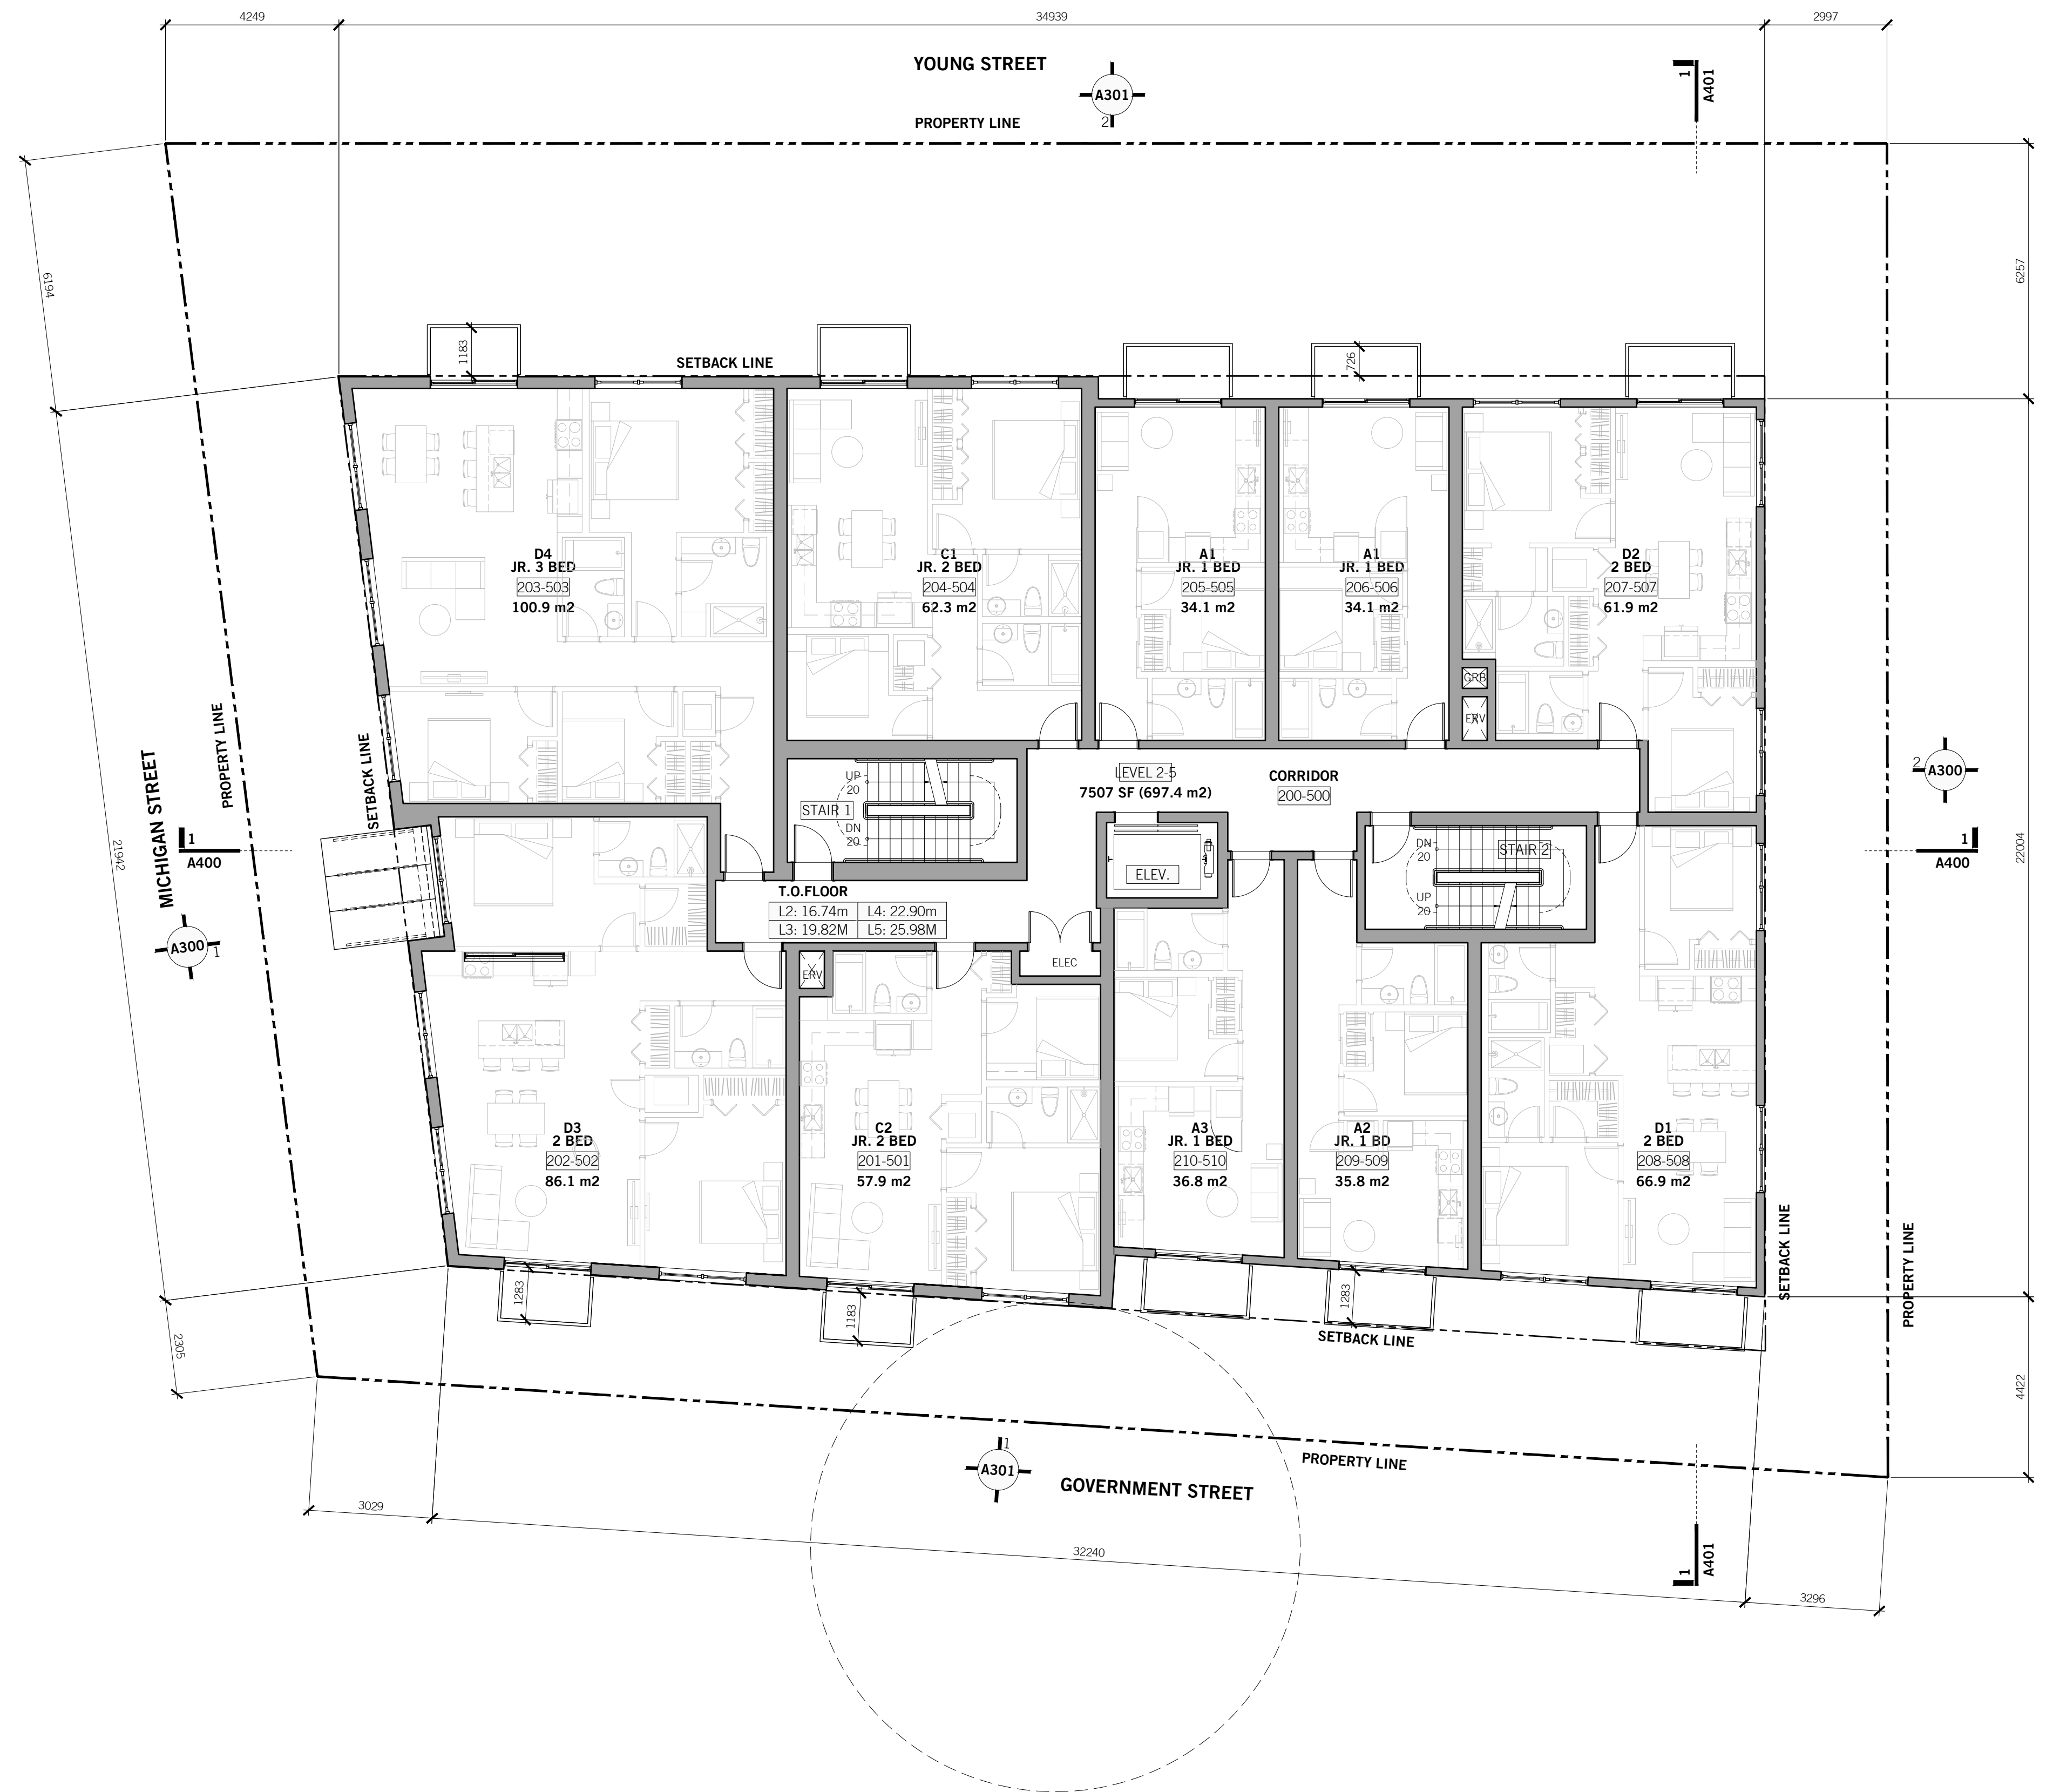 4249
34939
2997
YOUNG STREET
A301
2
1
A401
PROPERTY LINE
6194
6257
1183
SETBACK LINE
726
D4
JR. 3 BED
203-503
100.9 m2
C1
JR. 2 BED
204-504
62.3 m2
A1
JR. 1 BED
205-505
34.1 m2
A1
JR. 1 BED
206-506
34.1 m2
D2
2 BED
207-507
61.9 m2
GRB
ERV
PROPERTY LINE
SETBACK LINE
MICHIGAN STREET
1
A400
A300
1
21942
UP
20
STAIR 1
DN
20
LEVEL 2-5
7507 SF (697.4 m2)
CORRIDOR
200-500
2
A300
1
A400
22004
ELEV.
DN
20
STAIR 2
UP
20
T.O.FLOOR
L2: 16.74m
L4: 22.90m
L3: 19.82M
L5: 25.98M
ERV
ELEC
D3
2 BED
202-502
86.1 m2
C2
JR. 2 BED
201-501
57.9 m2
A3
JR. 1 BED
210-510
36.8 m2
A2
JR. 1 BD
209-509
35.8 m2
D1
2 BED
208-508
66.9 m2
SETBACK LINE
PROPERTY LINE
2305
1283
1183
1283
SETBACK LINE
4422
1
A301
GOVERNMENT STREET
PROPERTY LINE
3029
32240
3296
1
A401